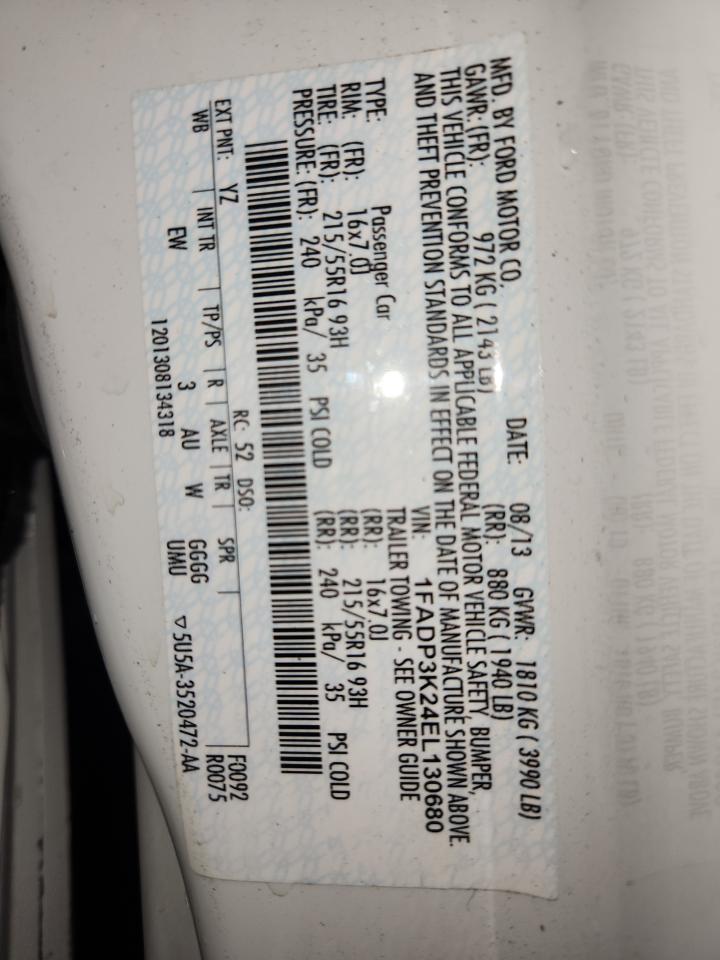 MFD. BY FORD MOTOR CO.
DATE: 08/13 GVWR: 1810 KG ( 3990 LB)
GAWR: (FR): 972 KG ( 2143 LB) (RR): 880 KG ( 1940 LB)
THIS VEHICLE CONFORMS TO ALL APPLICABLE FEDERAL MOTOR VEHICLE SAFETY, BUMPER,
AND THEFT PREVENTION STANDARDS IN EFFECT ON THE DATE OF MANUFACTURE SHOWN ABOVE.
VIN: 1FADP3K24EL130680
TYPE: Passenger Car TRAILER TOWING - SEE OWNER GUIDE
RIM: (FR): 16x7.0J (RR): 16x7.0J
TIRE: (FR): 215/55R16 93H (RR): 215/55R16 93H
PRESSURE: (FR): 240 kPa/ 35 PSI COLD (RR): 240 kPa/ 35 PSI COLD
EXT PNT: YZ RC: 52 DSO: F0092
WB INT TR TP/PS R AXLE TR SPR R0075
EW 3 AU W GGGG
UMU
1201308134318 ▽5U5A-3520472-AA